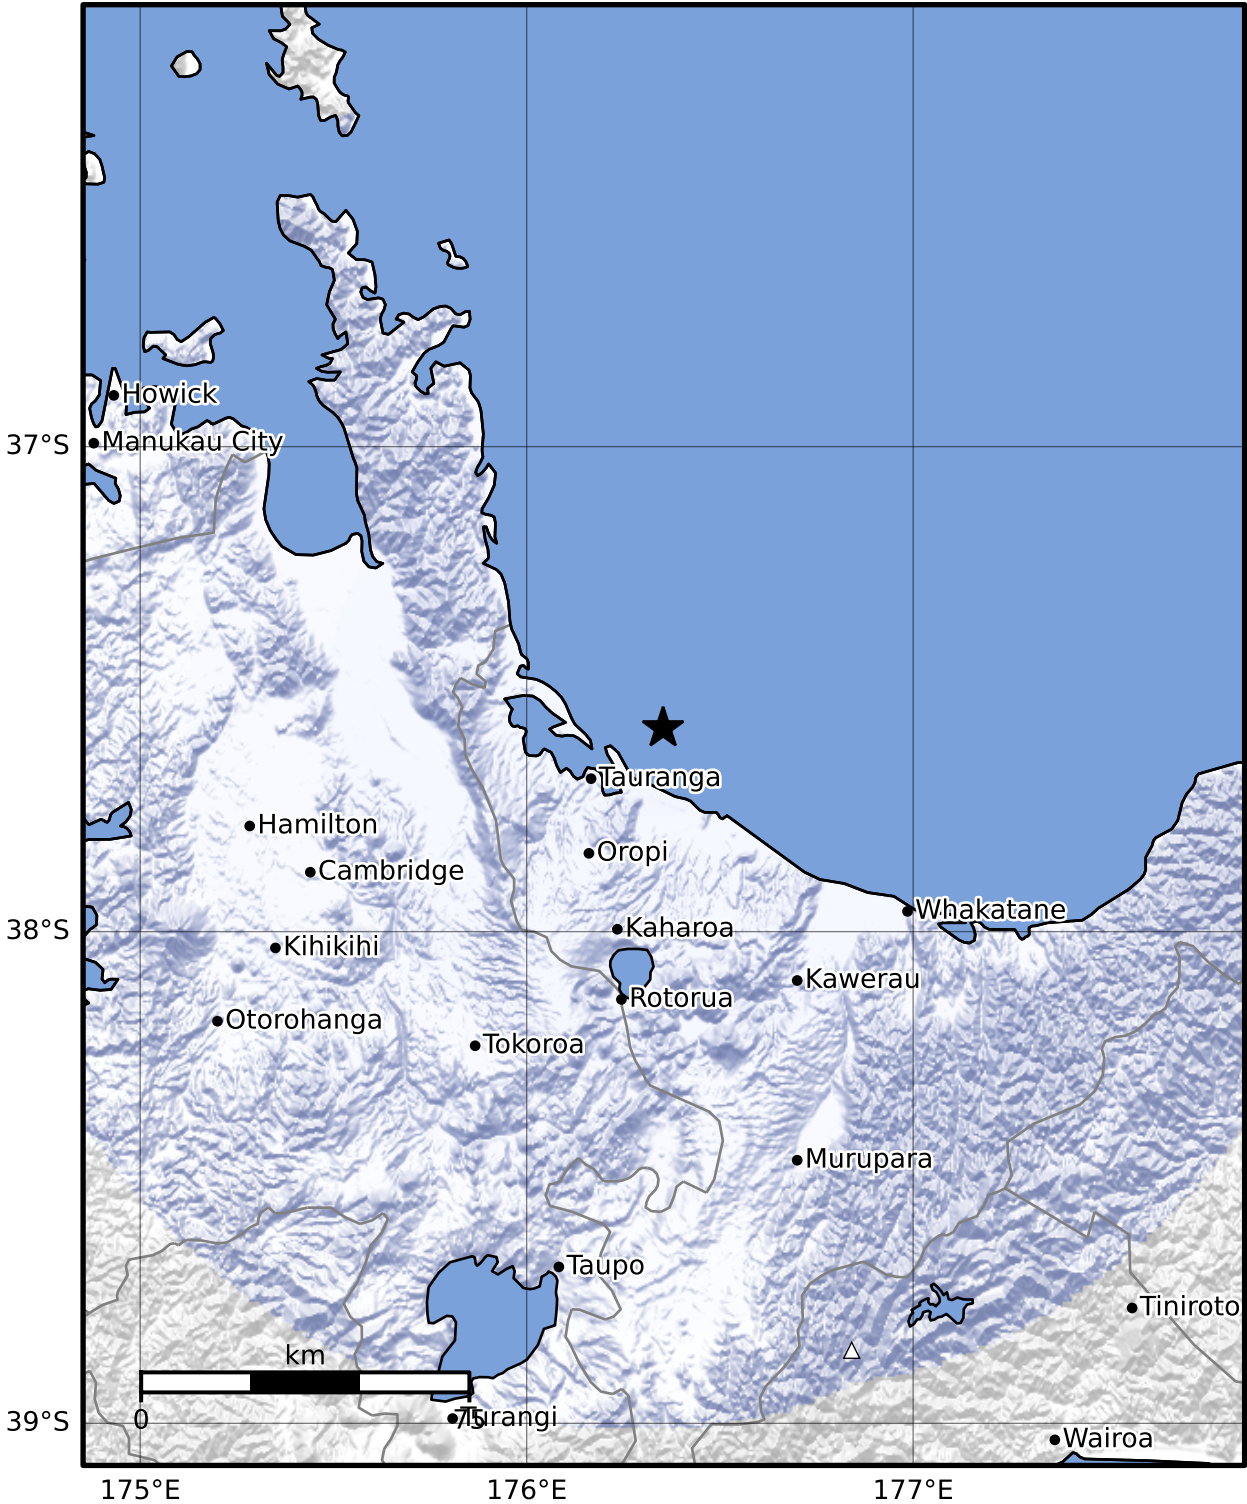 Howick
37°S
Manukau City
Tauranga
Hamilton
Oropi
Cambridge
Whakatane
38°S
Kaharoa
Kihikihi
Kawerau
Rotorua
Otorohanga
Tokoroa
Murupara
Taupo
Tiniroto
km
0
75
Turangi
39°S
Wairoa
175°E
176°E
177°E